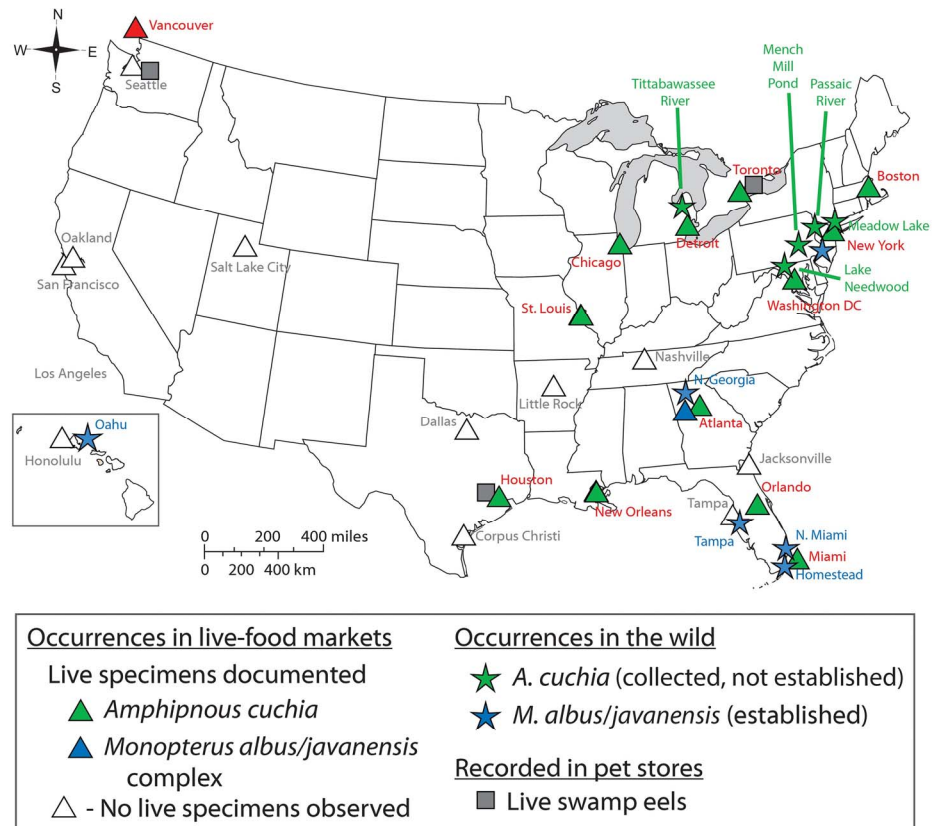 N
W
E
S
Vancouver
Seattle
Mench
Mill
Pond
Tittabawassee
River
Passaic
River
Toronto
Boston
Oakland
San Francisco
Salt Lake City
Chicago
Detroit
Meadow Lake
New York
Lake
Needwood
Washington DC
St. Louis
Los Angeles
Nashville
Little Rock
N. Georgia
Atlanta
Dallas
Oahu
Honolulu
Jacksonville
Houston
New Orleans
Orlando
Tampa
Tampa
N. Miami
Miami
Homestead
Corpus Christi
0 200 400 miles
0 200 400 km
Occurrences in live-food markets
Live specimens documented
Amphipnous cuchia
Monopterus albus/javanensis
complex
- No live specimens observed
Occurrences in the wild
A. cuchia (collected, not established)
M. albus/javanensis (established)
Recorded in pet stores
Live swamp eels